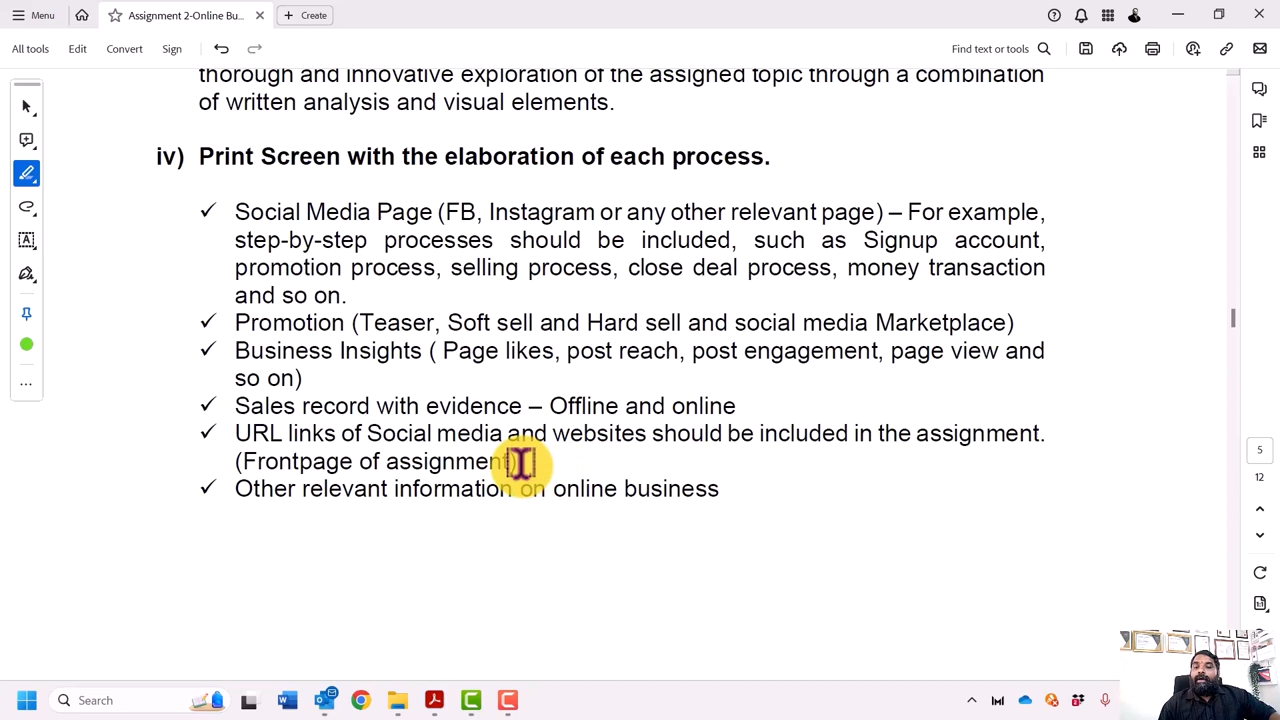 Menu
Assignment 2-Online Bu...
Create
All tools
Edit
Convert
Sign
Find text or tools
thorough and innovative exploration of the assigned topic through a combination
of written analysis and visual elements.
iv) Print Screen with the elaboration of each process.
✓ Social Media Page (FB, Instagram or any other relevant page) – For example,
step-by-step processes should be included, such as Signup account,
promotion process, selling process, close deal process, money transaction
and so on.
✓ Promotion (Teaser, Soft sell and Hard sell and social media Marketplace)
✓ Business Insights ( Page likes, post reach, post engagement, page view and
so on)
✓ Sales record with evidence – Offline and online
✓ URL links of Social media and websites should be included in the assignment.
(Frontpage of assignment)
✓ Other relevant information on online business
5
12
Search